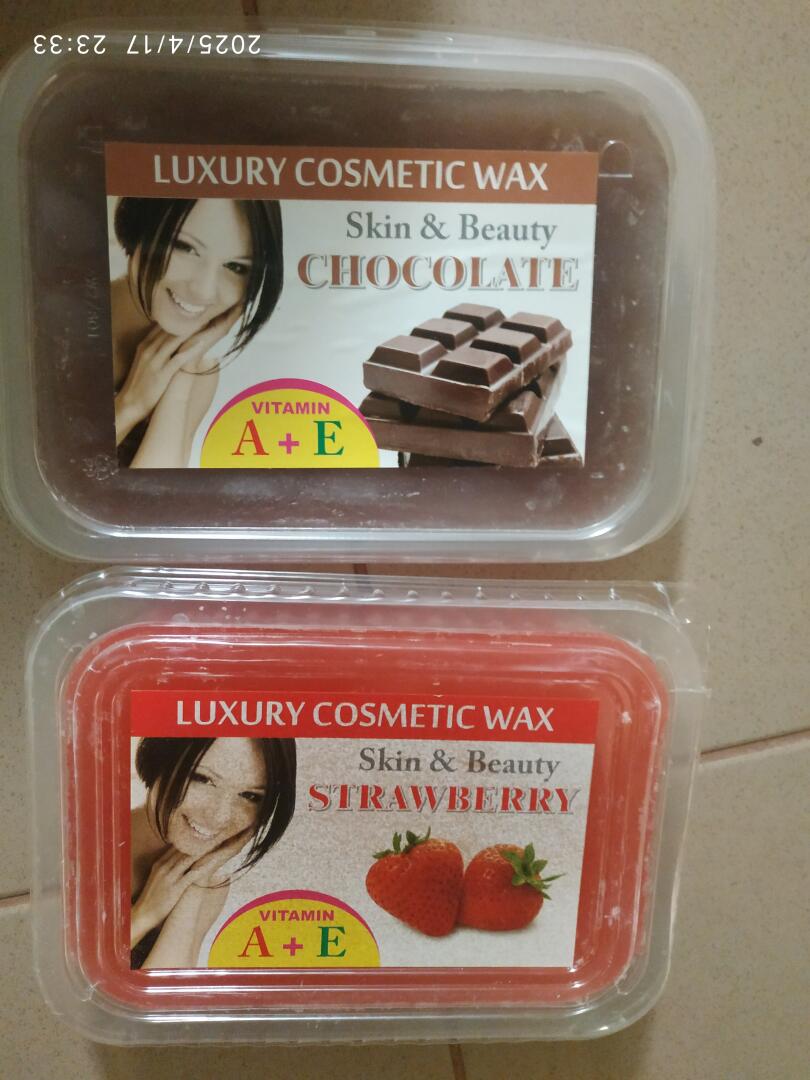 2025/4/17 23:33
LUXURY COSMETIC WAX
Skin & Beauty
CHOCOLATE
VITAMIN
A + E
LUXURY COSMETIC WAX
Skin & Beauty
STRAWBERRY
VITAMIN
A + E